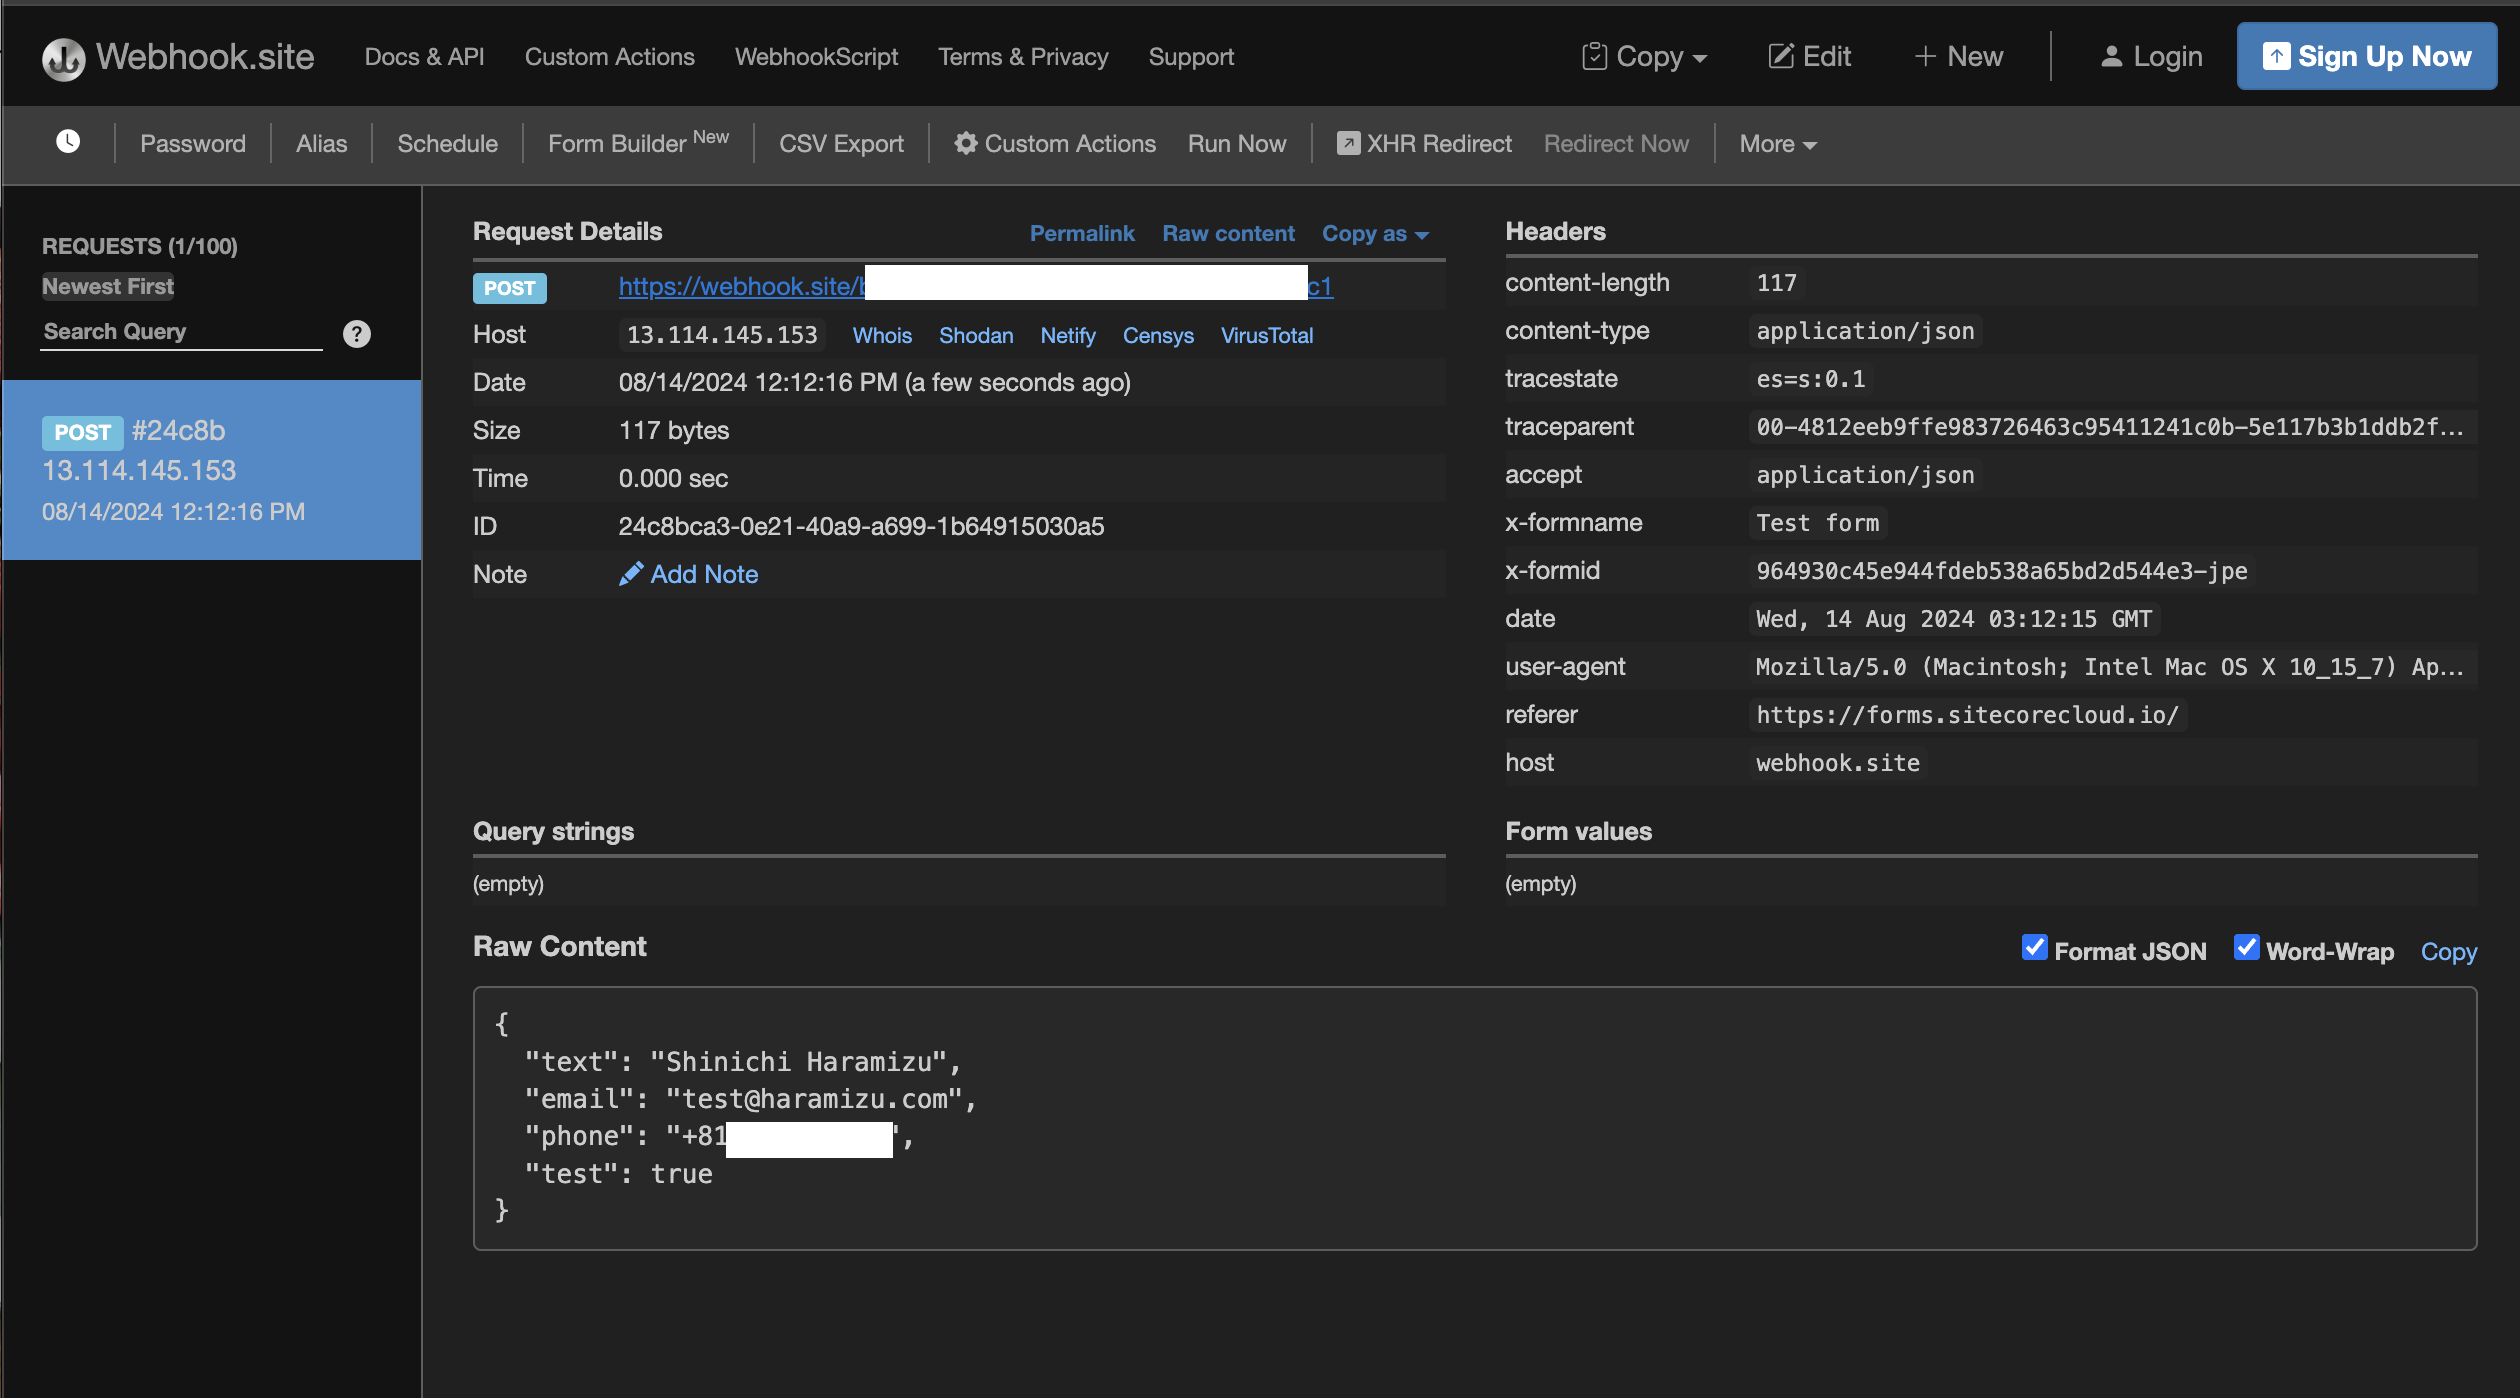 Webhook.site Docs & API Custom Actions WebhookScript Terms & Privacy Support Copy Edit + New Login Sign Up Now
Password Alias Schedule Form Builder New CSV Export Custom Actions Run Now XHR Redirect Redirect Now More
REQUESTS (1/100)
Newest First
Search Query ?
POST #24c8b
13.114.145.153
08/14/2024 12:12:16 PM
Request Details Permalink Raw content Copy as
POST https://webhook.site/b c1
Host 13.114.145.153 Whois Shodan Netify Censys VirusTotal
Date 08/14/2024 12:12:16 PM (a few seconds ago)
Size 117 bytes
Time 0.000 sec
ID 24c8bca3-0e21-40a9-a699-1b64915030a5
Note Add Note
Headers
content-length 117
content-type application/json
tracestate es=s:0.1
traceparent 00-4812eeb9ffe983726463c95411241c0b-5e117b3b1ddb2f...
accept application/json
x-formname Test form
x-formid 964930c45e944fdeb538a65bd2d544e3-jpe
date Wed, 14 Aug 2024 03:12:15 GMT
user-agent Mozilla/5.0 (Macintosh; Intel Mac OS X 10_15_7) Ap...
referer https://forms.sitecorecloud.io/
host webhook.site
Query strings
(empty)
Form values
(empty)
Raw Content Format JSON Word-Wrap Copy
{
"text": "Shinichi Haramizu",
"email": "test@haramizu.com",
"phone": "+81 ",
"test": true
}